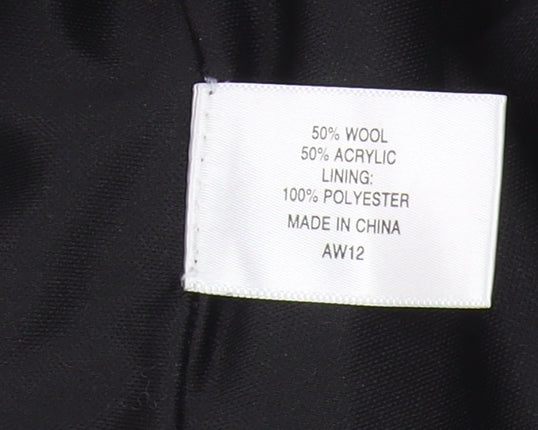 50% WOOL
50% ACRYLIC
LINING:
100% POLYESTER
MADE IN CHINA
AW12